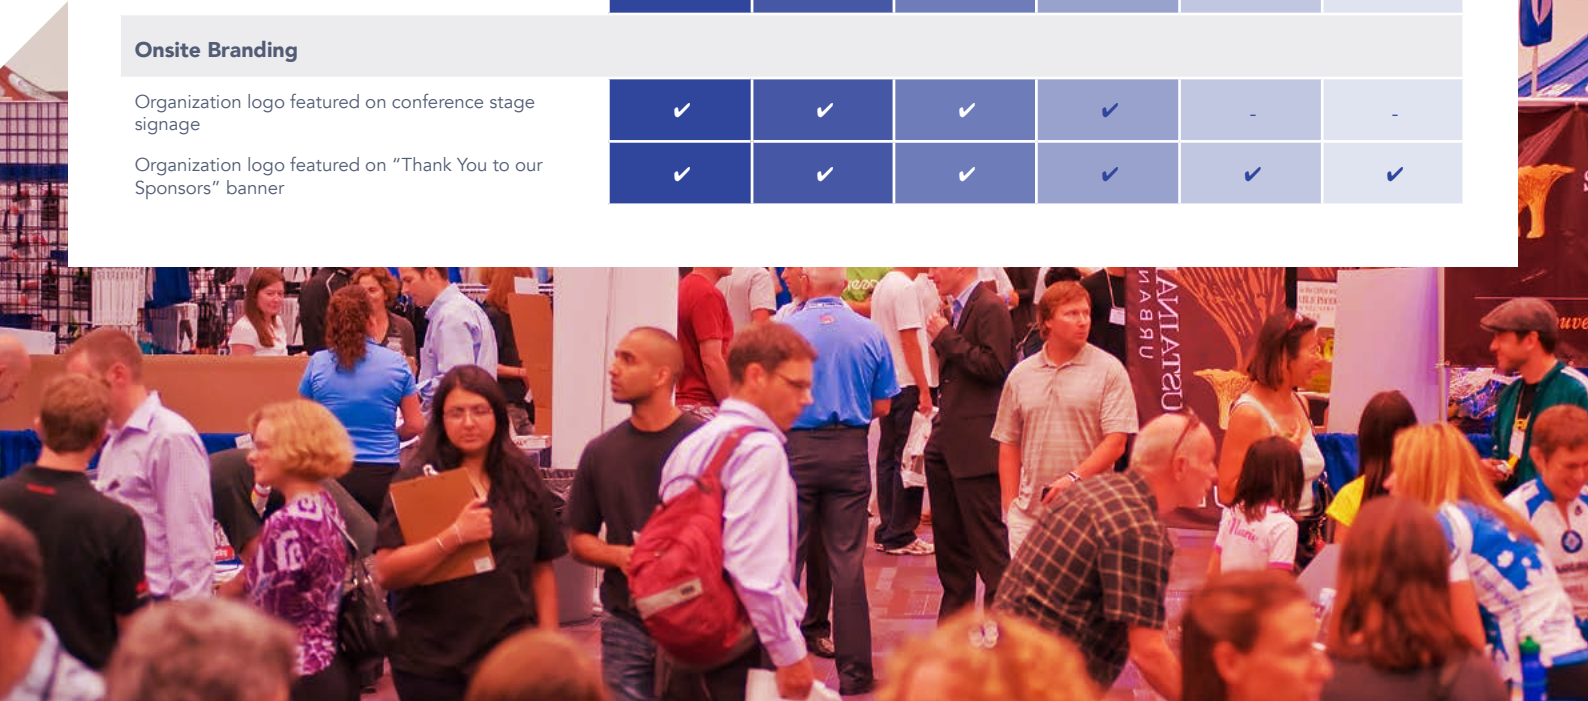 Onsite Branding
Organization logo featured on conference stage
signage
✔ ✔ ✔ ✔ - -
Organization logo featured on “Thank You to our
Sponsors” banner
✔ ✔ ✔ ✔ ✔ ✔
Marie